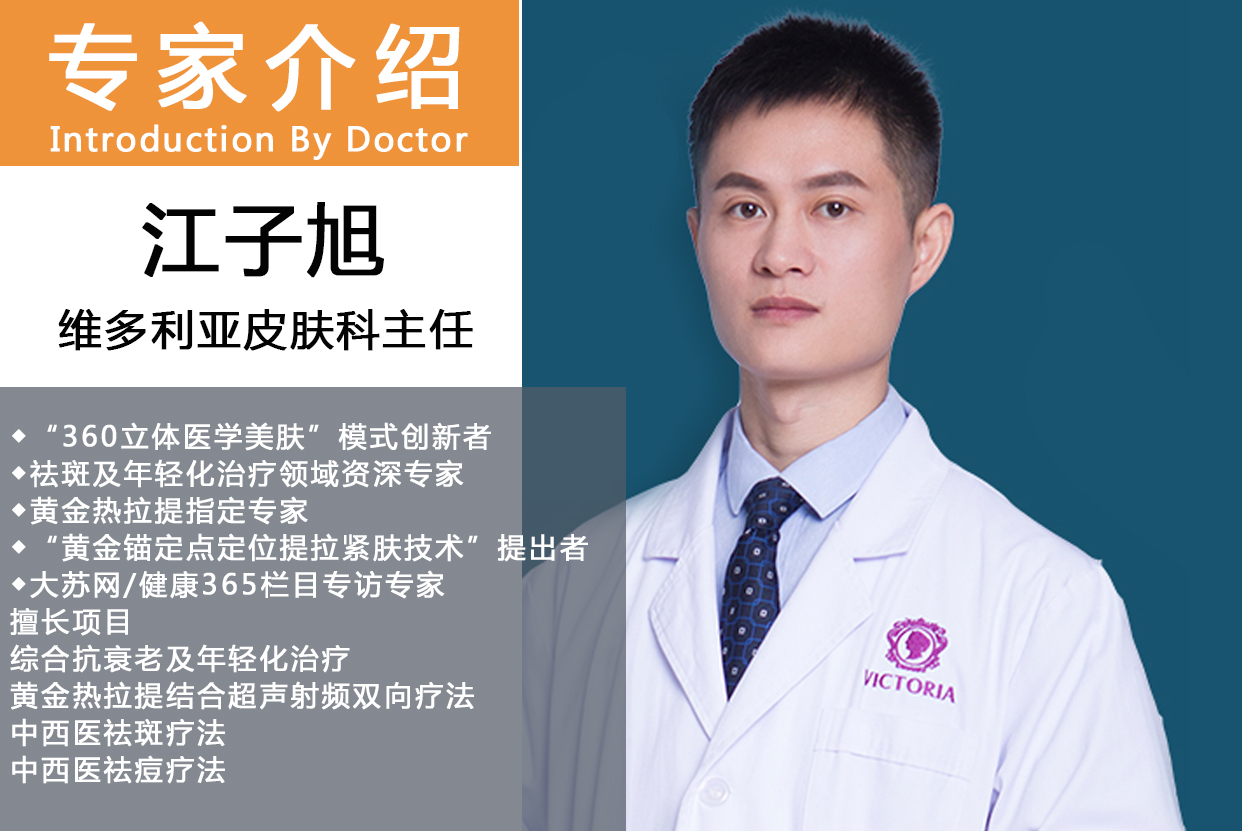 专家介绍
Introduction By Doctor
江子旭
维多利亚皮肤科主任
◆“360立体医学美肤”模式创新者
◆祛斑及年轻化治疗领域资深专家
◆黄金热拉提指定专家
◆“黄金锚定点定位提拉紧肤技术”提出者
◆大苏网/健康365栏目专访专家
擅长项目
综合抗衰老及年轻化治疗
黄金热拉提结合超声射频双向疗法
中西医祛斑疗法
中西医祛痘疗法
VICTORIA